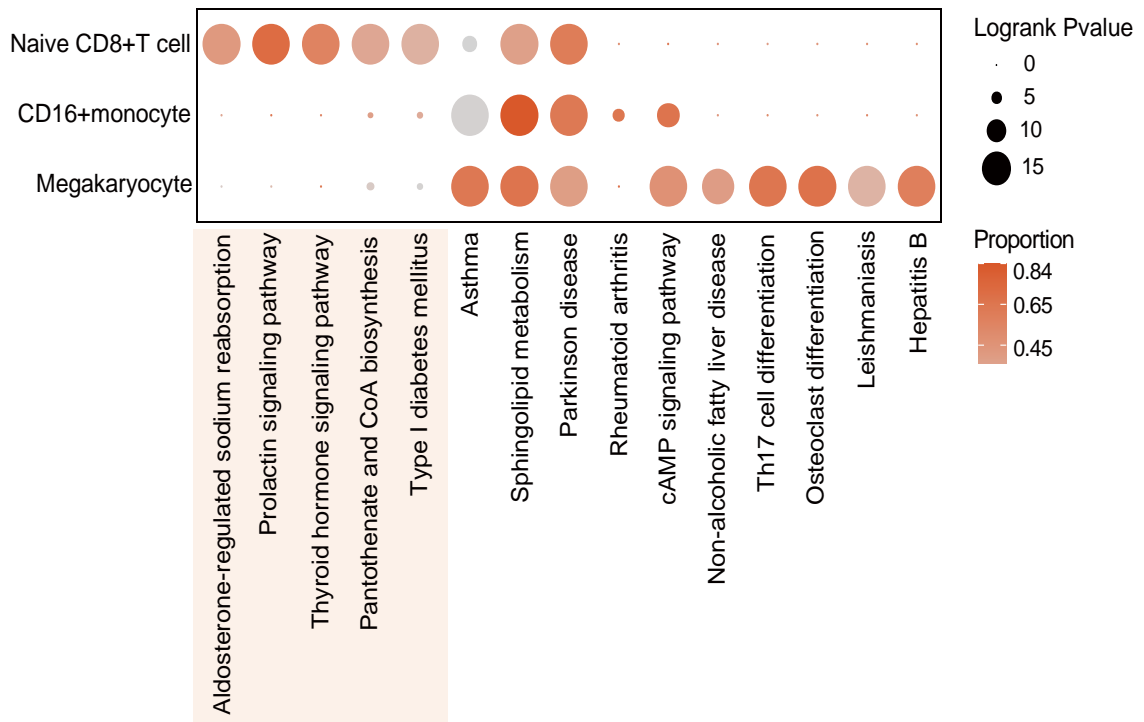 Naive CD8+T cell
CD16+monocyte
Megakaryocyte
Aldosterone-regulated sodium reabsorption
Prolactin signaling pathway
Thyroid hormone signaling pathway
Pantothenate and CoA biosynthesis
Type I diabetes mellitus
Asthma
Sphingolipid metabolism
Parkinson disease
Rheumatoid arthritis
cAMP signaling pathway
Non-alcoholic fatty liver disease
Th17 cell differentiation
Osteoclast differentiation
Leishmaniasis
Hepatitis B
Logrank Pvalue
0
5
10
15
Proportion
0.84
0.65
0.45